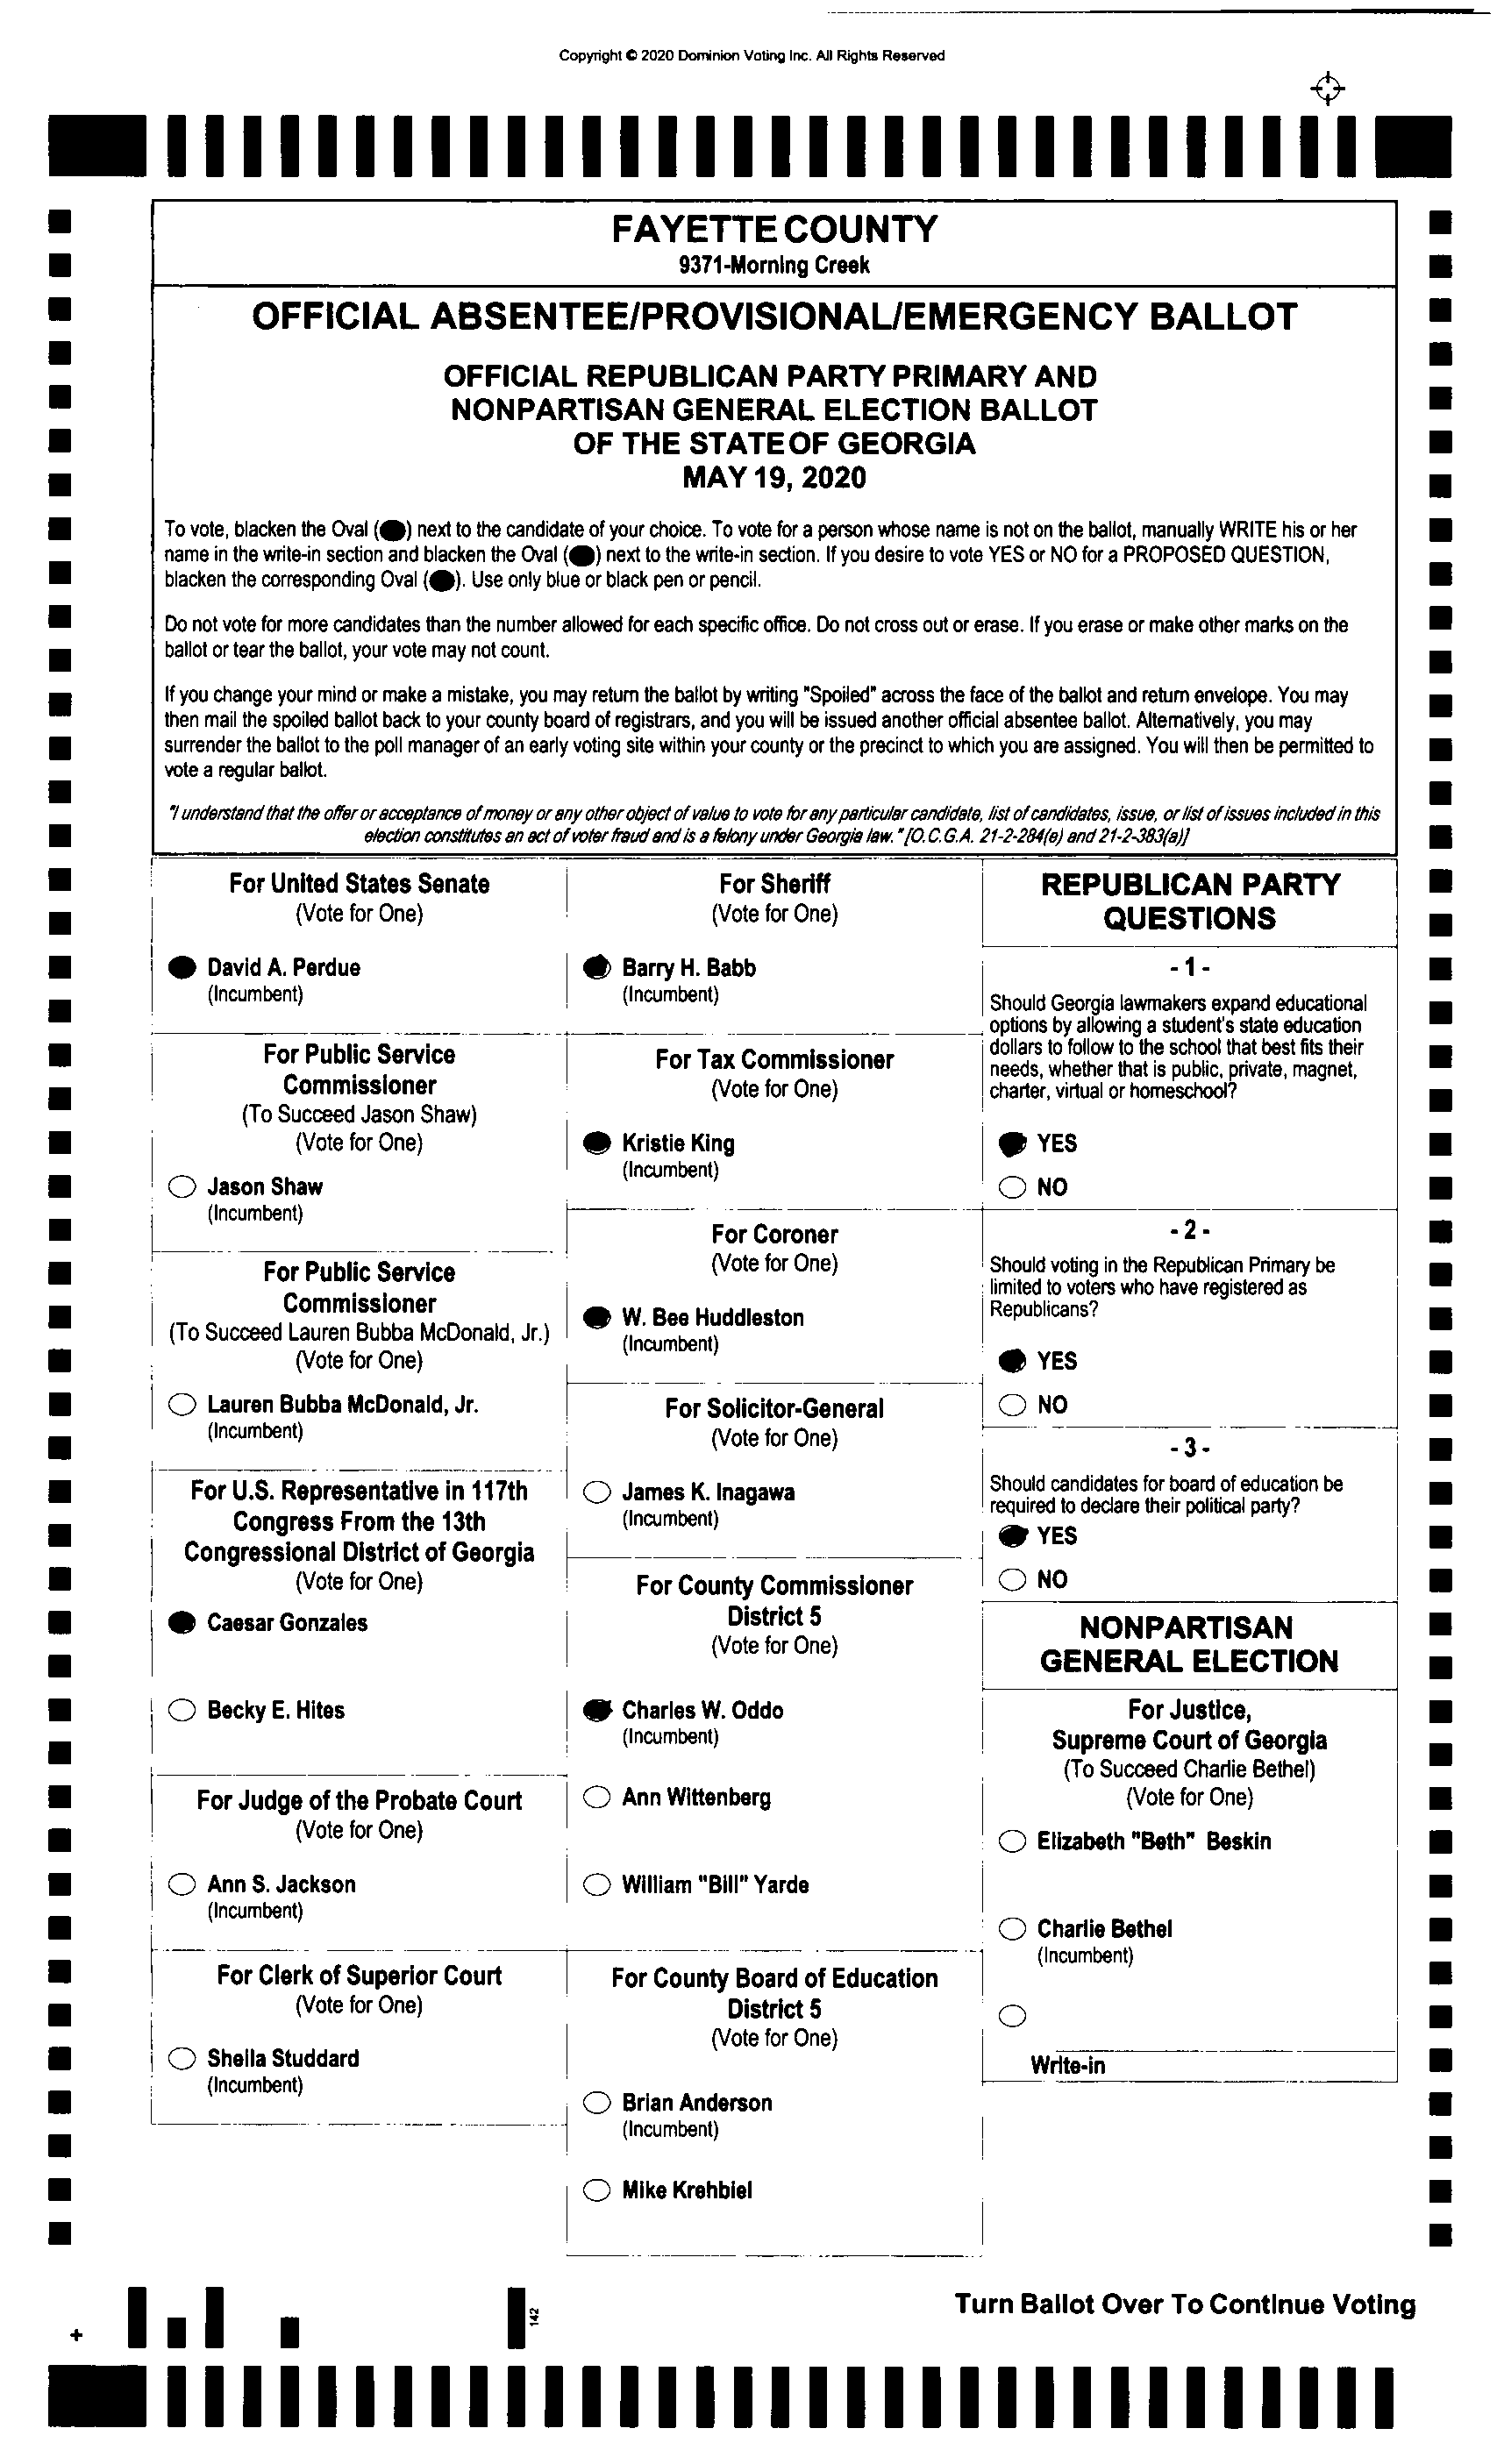 Copyright © 2020 Dominion Voting Inc. All Rights Reserved
FAYETTE COUNTY
9371-Morning Creek
OFFICIAL ABSENTEE/PROVISIONAL/EMERGENCY BALLOT
OFFICIAL REPUBLICAN PARTY PRIMARY AND
NONPARTISAN GENERAL ELECTION BALLOT
OF THE STATE OF GEORGIA
MAY 19, 2020
To vote, blacken the Oval (●) next to the candidate of your choice. To vote for a person whose name is not on the ballot, manually WRITE his or her
name in the write-in section and blacken the Oval (●) next to the write-in section. If you desire to vote YES or NO for a PROPOSED QUESTION,
blacken the corresponding Oval (●). Use only blue or black pen or pencil.
Do not vote for more candidates than the number allowed for each specific office. Do not cross out or erase. If you erase or make other marks on the
ballot or tear the ballot, your vote may not count.
If you change your mind or make a mistake, you may return the ballot by writing "Spoiled" across the face of the ballot and return envelope. You may
then mail the spoiled ballot back to your county board of registrars, and you will be issued another official absentee ballot. Alternatively, you may
surrender the ballot to the poll manager of an early voting site within your county or the precinct to which you are assigned. You will then be permitted to
vote a regular ballot.
"I understand that the offer or acceptance of money or any other object of value to vote for any particular candidate, list of candidates, issue, or list of issues included in this
election constitutes an act of voter fraud and is a felony under Georgia law." [O.C.G.A. 21-2-284(e) and 21-2-383(a)]
For United States Senate
(Vote for One)
David A. Perdue
(Incumbent)
For Public Service
Commissioner
(To Succeed Jason Shaw)
(Vote for One)
Jason Shaw
(Incumbent)
For Public Service
Commissioner
(To Succeed Lauren Bubba McDonald, Jr.)
(Vote for One)
Lauren Bubba McDonald, Jr.
(Incumbent)
For U.S. Representative in 117th
Congress From the 13th
Congressional District of Georgia
(Vote for One)
Caesar Gonzales
Becky E. Hites
For Judge of the Probate Court
(Vote for One)
Ann S. Jackson
(Incumbent)
For Clerk of Superior Court
(Vote for One)
Sheila Studdard
(Incumbent)
For Sheriff
(Vote for One)
Barry H. Babb
(Incumbent)
For Tax Commissioner
(Vote for One)
Kristie King
(Incumbent)
For Coroner
(Vote for One)
W. Bee Huddleston
(Incumbent)
For Solicitor-General
(Vote for One)
James K. Inagawa
(Incumbent)
For County Commissioner
District 5
(Vote for One)
Charles W. Oddo
(Incumbent)
Ann Wittenberg
William "Bill" Yarde
For County Board of Education
District 5
(Vote for One)
Brian Anderson
(Incumbent)
Mike Krehbiel
REPUBLICAN PARTY
QUESTIONS
- 1 -
Should Georgia lawmakers expand educational
options by allowing a student's state education
dollars to follow to the school that best fits their
needs, whether that is public, private, magnet,
charter, virtual or homeschool?
YES
NO
- 2 -
Should voting in the Republican Primary be
limited to voters who have registered as
Republicans?
YES
NO
- 3 -
Should candidates for board of education be
required to declare their political party?
YES
NO
NONPARTISAN
GENERAL ELECTION
For Justice,
Supreme Court of Georgia
(To Succeed Charlie Bethel)
(Vote for One)
Elizabeth "Beth" Beskin
Charlie Bethel
(Incumbent)
Write-in
Turn Ballot Over To Continue Voting
142
+